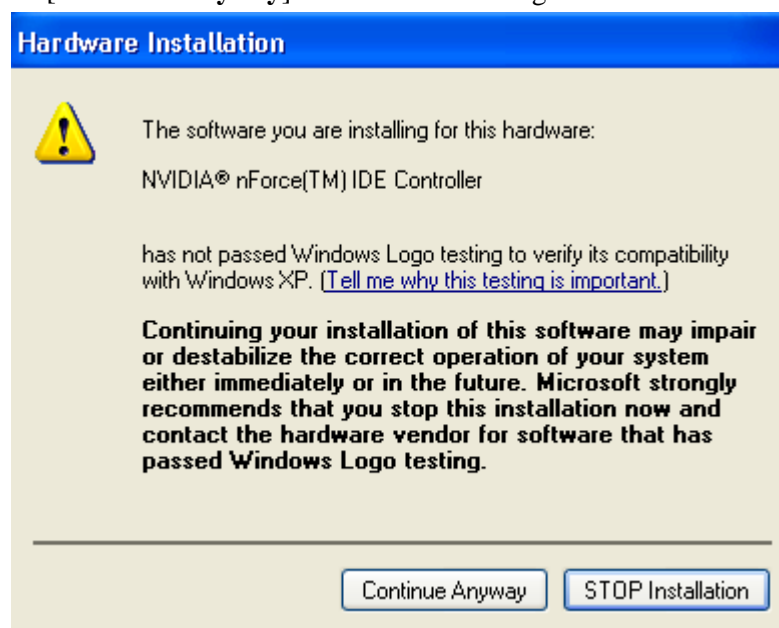 Hardware Installation
The software you are installing for this hardware:
NVIDIA® nForce(TM) IDE Controller
has not passed Windows Logo testing to verify its compatibility
with Windows XP. (Tell me why this testing is important.)
Continuing your installation of this software may impair
or destabilize the correct operation of your system
either immediately or in the future. Microsoft strongly
recommends that you stop this installation now and
contact the hardware vendor for software that has
passed Windows Logo testing.
Continue Anyway
STOP Installation